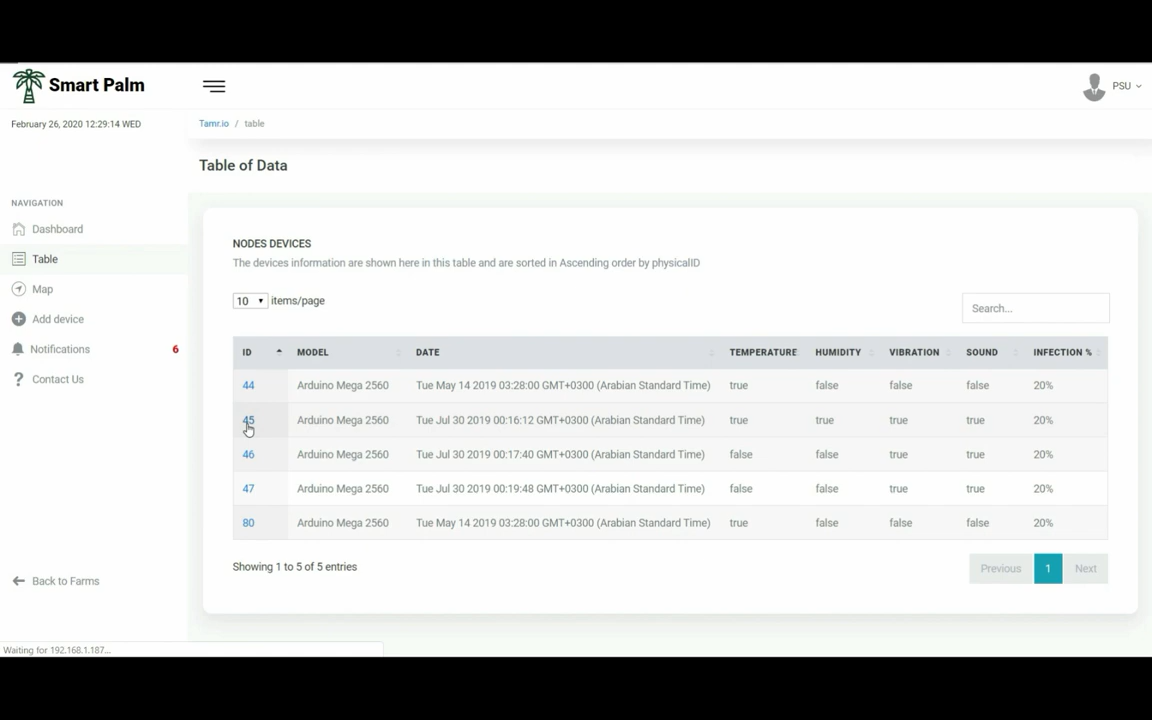 Smart Palm
PSU
February 26, 2020 12:29:14 WED
Tamr.io / table
Table of Data
NAVIGATION
Dashboard
Table
Map
Add device
Notifications 6
Contact Us
Back to Farms
NODES DEVICES
The devices information are shown here in this table and are sorted in Ascending order by physicalID
10 items/page
Search...
ID MODEL DATE TEMPERATURE HUMIDITY VIBRATION SOUND INFECTION %
44 Arduino Mega 2560 Tue May 14 2019 03:28:00 GMT+0300 (Arabian Standard Time) true false false false 20%
45 Arduino Mega 2560 Tue Jul 30 2019 00:16:12 GMT+0300 (Arabian Standard Time) true true true true 20%
46 Arduino Mega 2560 Tue Jul 30 2019 00:17:40 GMT+0300 (Arabian Standard Time) false false true true 20%
47 Arduino Mega 2560 Tue Jul 30 2019 00:19:48 GMT+0300 (Arabian Standard Time) false false true true 20%
80 Arduino Mega 2560 Tue May 14 2019 03:28:00 GMT+0300 (Arabian Standard Time) true false false false 20%
Showing 1 to 5 of 5 entries
Previous 1 Next
Waiting for 192.168.1.187...